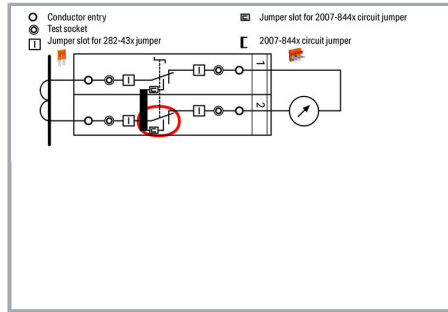 Conductor entry
Test socket
Jumper slot for 282-43x jumper
Jumper slot for 2007-844x circuit jumper
2007-844x circuit jumper
1
2